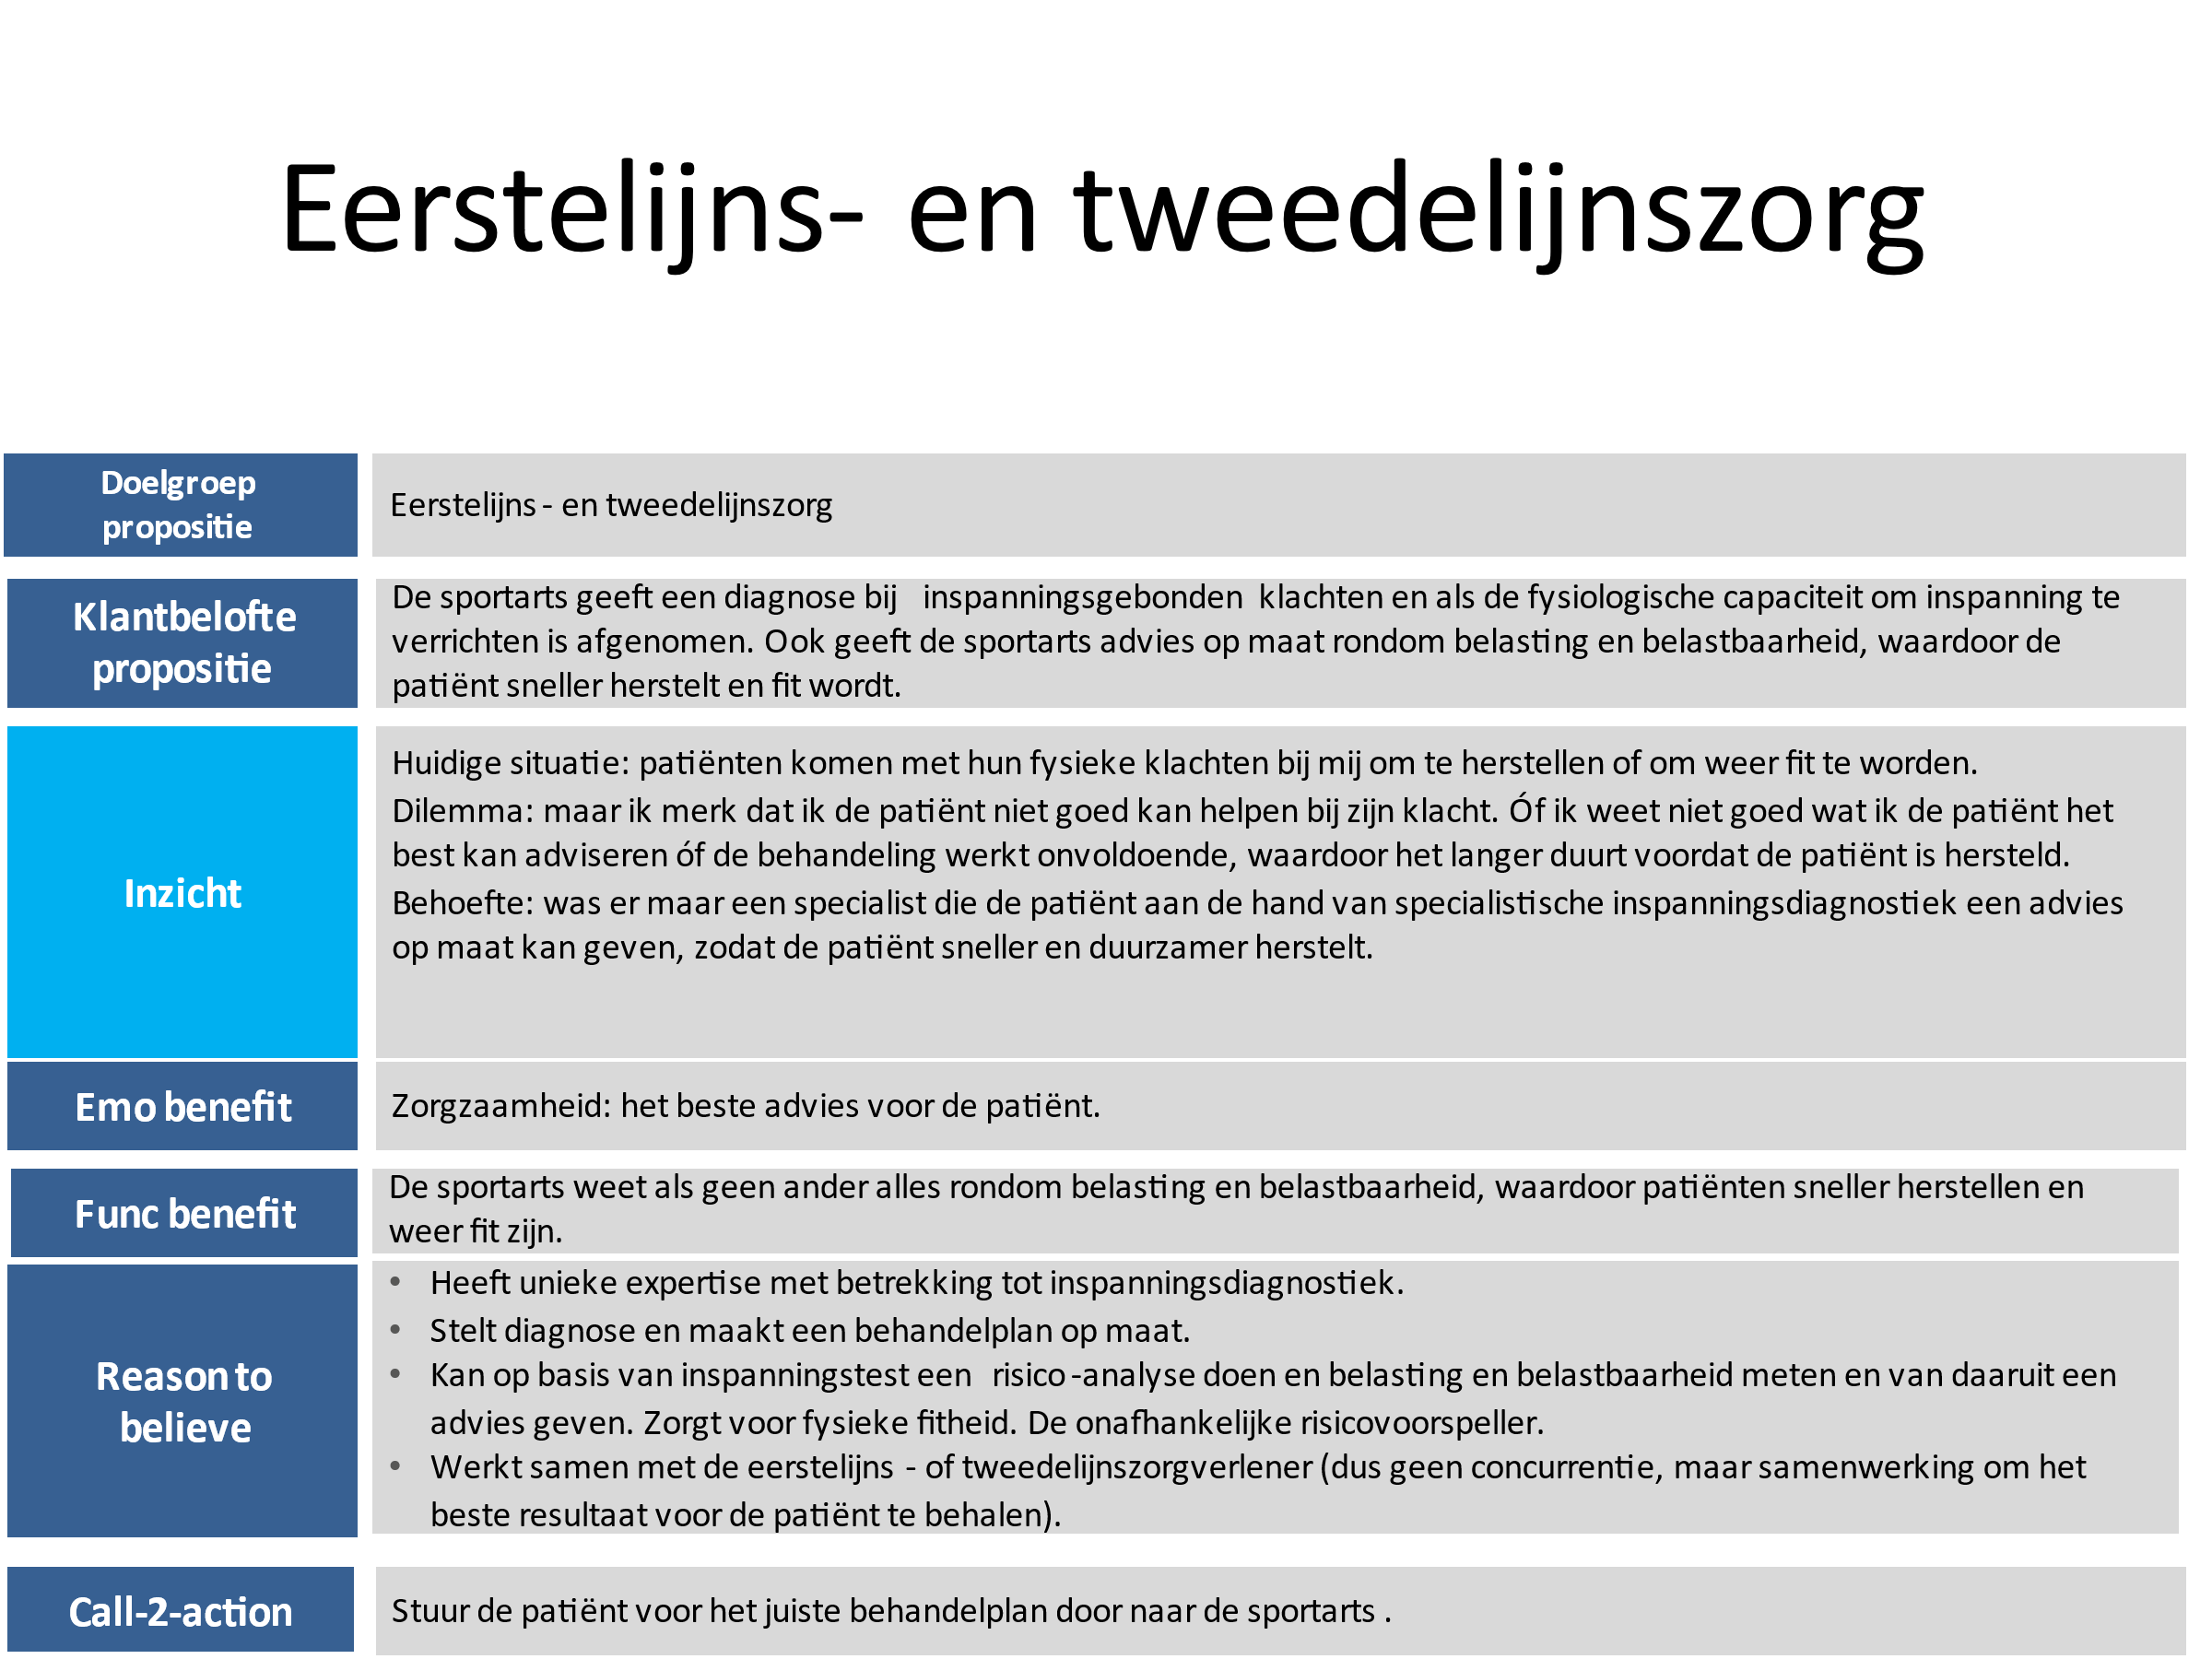 Eerstelijns- en tweedelijnszorg
Doelgroep
propositie
Eerstelijns- en tweedelijnszorg
Klantbelofte
propositie
De sportarts geeft een diagnose bij inspanningsgebonden klachten en als de fysiologische capaciteit om inspanning te
verrichten is afgenomen. Ook geeft de sportarts advies op maat rondom belasting en belastbaarheid, waardoor de
patiënt sneller herstelt en fit wordt.
Inzicht
Huidige situatie: patiënten komen met hun fysieke klachten bij mij om te herstellen of om weer fit te worden.
Dilemma: maar ik merk dat ik de patiënt niet goed kan helpen bij zijn klacht. Óf ik weet niet goed wat ik de patiënt het
best kan adviseren óf de behandeling werkt onvoldoende, waardoor het langer duurt voordat de patiënt is hersteld.
Behoefte: was er maar een specialist die de patiënt aan de hand van specialistische inspanningsdiagnostiek een advies
op maat kan geven, zodat de patiënt sneller en duurzamer herstelt.
Emo benefit
Zorgzaamheid: het beste advies voor de patiënt.
Func benefit
De sportarts weet als geen ander alles rondom belasting en belastbaarheid, waardoor patiënten sneller herstellen en
weer fit zijn.
Reason to
believe
• Heeft unieke expertise met betrekking tot inspanningsdiagnostiek.
• Stelt diagnose en maakt een behandelplan op maat.
• Kan op basis van inspanningstest een risico-analyse doen en belasting en belastbaarheid meten en van daaruit een
advies geven. Zorgt voor fysieke fitheid. De onafhankelijke risicovoorspeller.
• Werkt samen met de eerstelijns- of tweedelijnszorgverlener (dus geen concurrentie, maar samenwerking om het
beste resultaat voor de patiënt te behalen).
Call-2-action
Stuur de patiënt voor het juiste behandelplan door naar de sportarts .